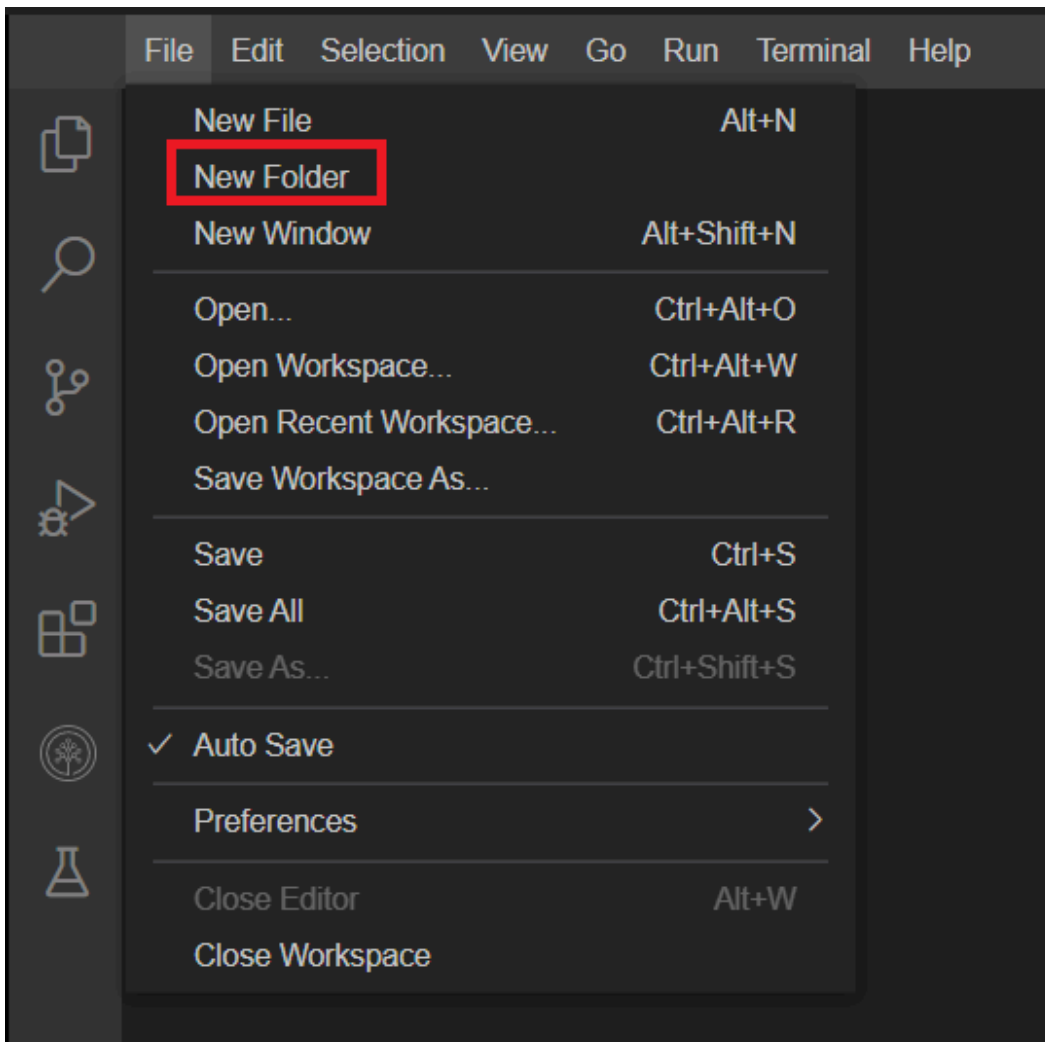 File Edit Selection View Go Run Terminal Help
New File Alt+N
New Folder
New Window Alt+Shift+N
Open... Ctrl+Alt+O
Open Workspace... Ctrl+Alt+W
Open Recent Workspace... Ctrl+Alt+R
Save Workspace As...
Save Ctrl+S
Save All Ctrl+Alt+S
Save As... Ctrl+Shift+S
Auto Save
Preferences
Close Editor Alt+W
Close Workspace